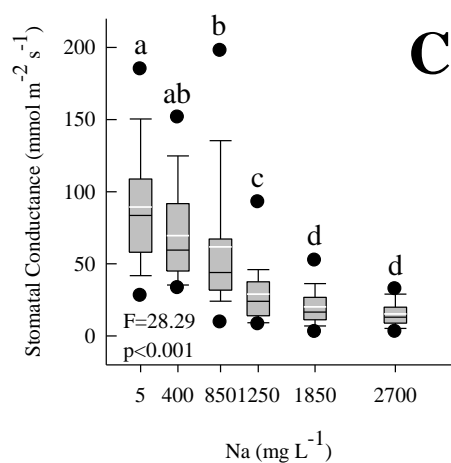 C
Stomatal Conductance (mmol m⁻² s⁻¹)
200
150
100
50
0
a
ab
b
c
d
d
F=28.29
p<0.001
5 400 850 1250 1850 2700
Na (mg L⁻¹)